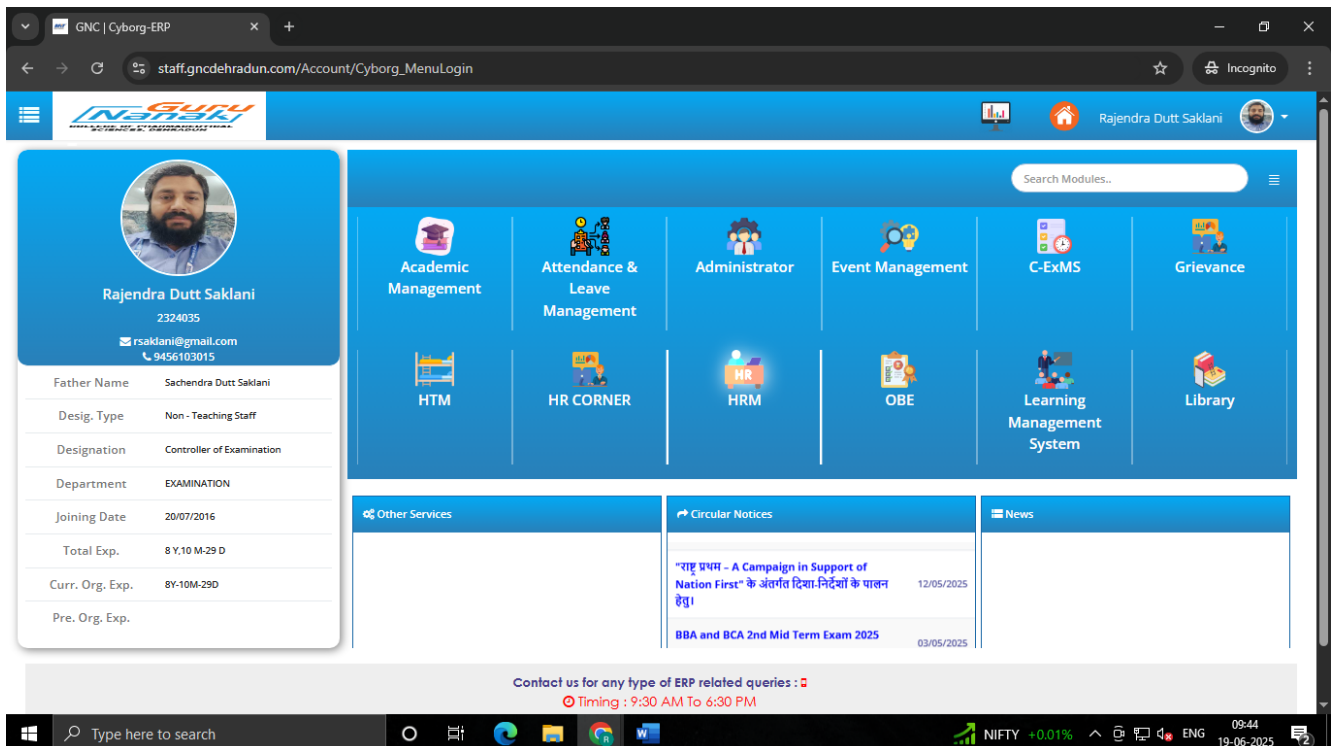 GNC | Cyborg-ERP
staff.gncdehradun.com/Account/Cyborg_MenuLogin
Incognito
Guru
Nanak
COLLEGE OF PHARMACEUTICAL
SCIENCES, DEHRADUN
Rajendra Dutt Saklani
Search Modules..
Rajendra Dutt Saklani
2324035
rsaklani@gmail.com
9456103015
Father Name Sachendra Dutt Saklani
Desig. Type Non - Teaching Staff
Designation Controller of Examination
Department EXAMINATION
Joining Date 20/07/2016
Total Exp. 8 Y,10 M-29 D
Curr. Org. Exp. 8Y-10M-29D
Pre. Org. Exp.
Academic
Management
Attendance &
Leave
Management
Administrator
Event Management
C-ExMS
Grievance
HTM
HR CORNER
HR
HRM
OBE
Learning
Management
System
Library
Other Services
Circular Notices
"राष्ट्र प्रथम – A Campaign in Support of
Nation First" के अंतर्गत दिशा-निर्देशों के पालन 12/05/2025
हेतु।
BBA and BCA 2nd Mid Term Exam 2025 03/05/2025
News
Contact us for any type of ERP related queries :
Timing : 9:30 AM To 6:30 PM
Type here to search
NIFTY +0.01%
ENG
09:44
19-06-2025
2